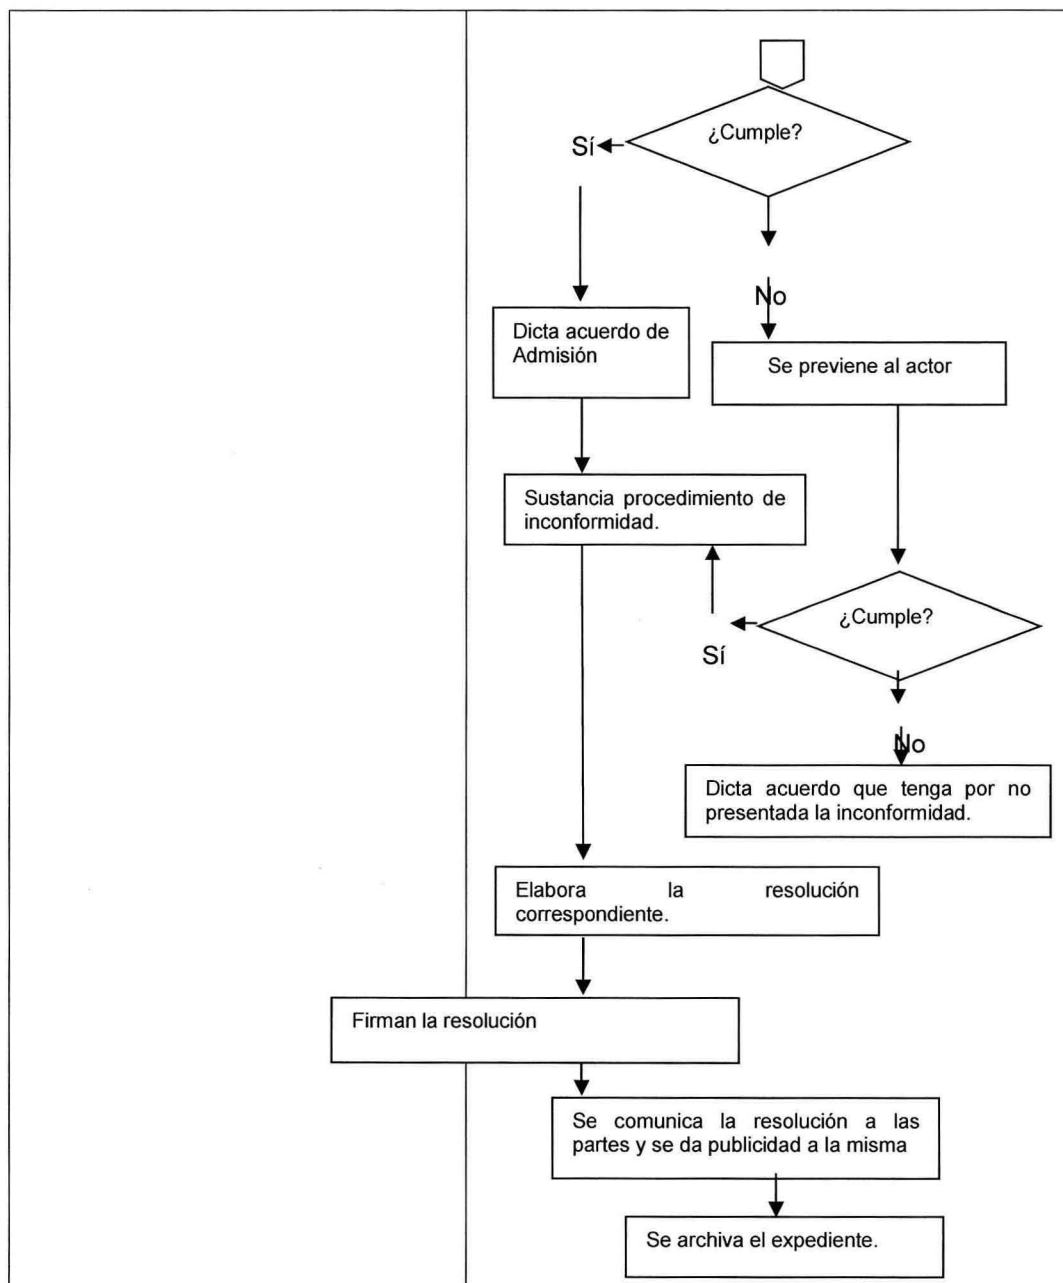 ¿Cumple?
Sí
No
Dicta acuerdo de
Admisión
Se previene al actor
Sustancia procedimiento de
inconformidad.
¿Cumple?
Sí
No
Dicta acuerdo que tenga por no
presentada la inconformidad.
Elabora la resolución
correspondiente.
Firman la resolución
Se comunica la resolución a las
partes y se da publicidad a la misma
Se archiva el expediente.